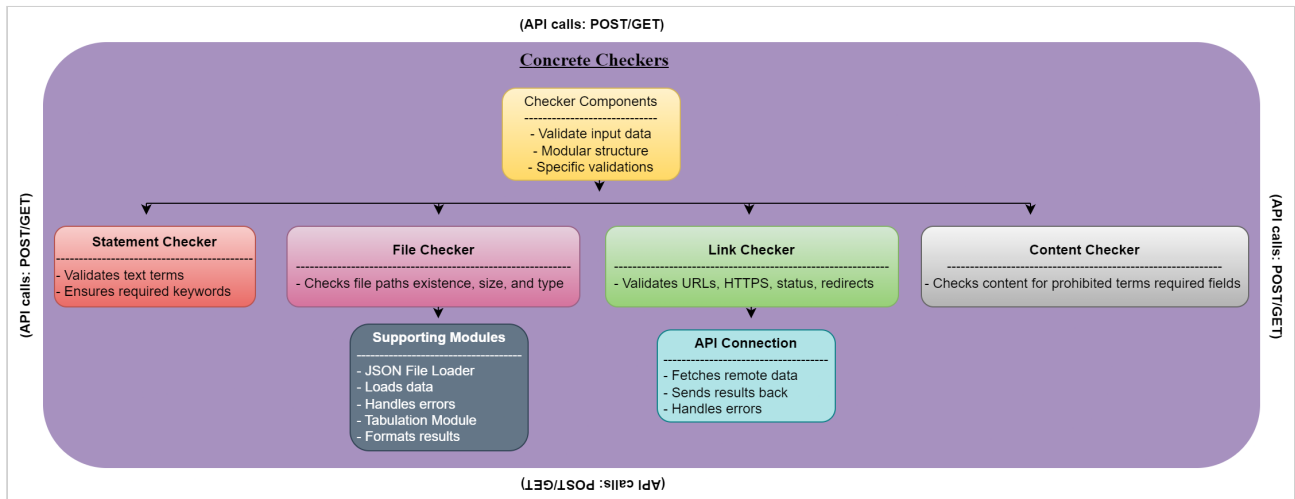 (API calls: POST/GET)
Concrete Checkers
Checker Components
----------------------------
- Validate input data
- Modular structure
- Specific validations
(API calls: POST/GET)
(API calls: POST/GET)
Statement Checker
------------------------------------------
- Validates text terms
- Ensures required keywords
File Checker
----------------------------------------------------------
- Checks file paths existence, size, and type
Link Checker
----------------------------------------------------------
- Validates URLs, HTTPS, status, redirects
Content Checker
----------------------------------------------------------
- Checks content for prohibited terms required fields
Supporting Modules
-----------------------------------
- JSON File Loader
- Loads data
- Handles errors
- Tabulation Module
- Formats results
API Connection
-----------------------------------
- Fetches remote data
- Sends results back
- Handles errors
(API calls: POST/GET)